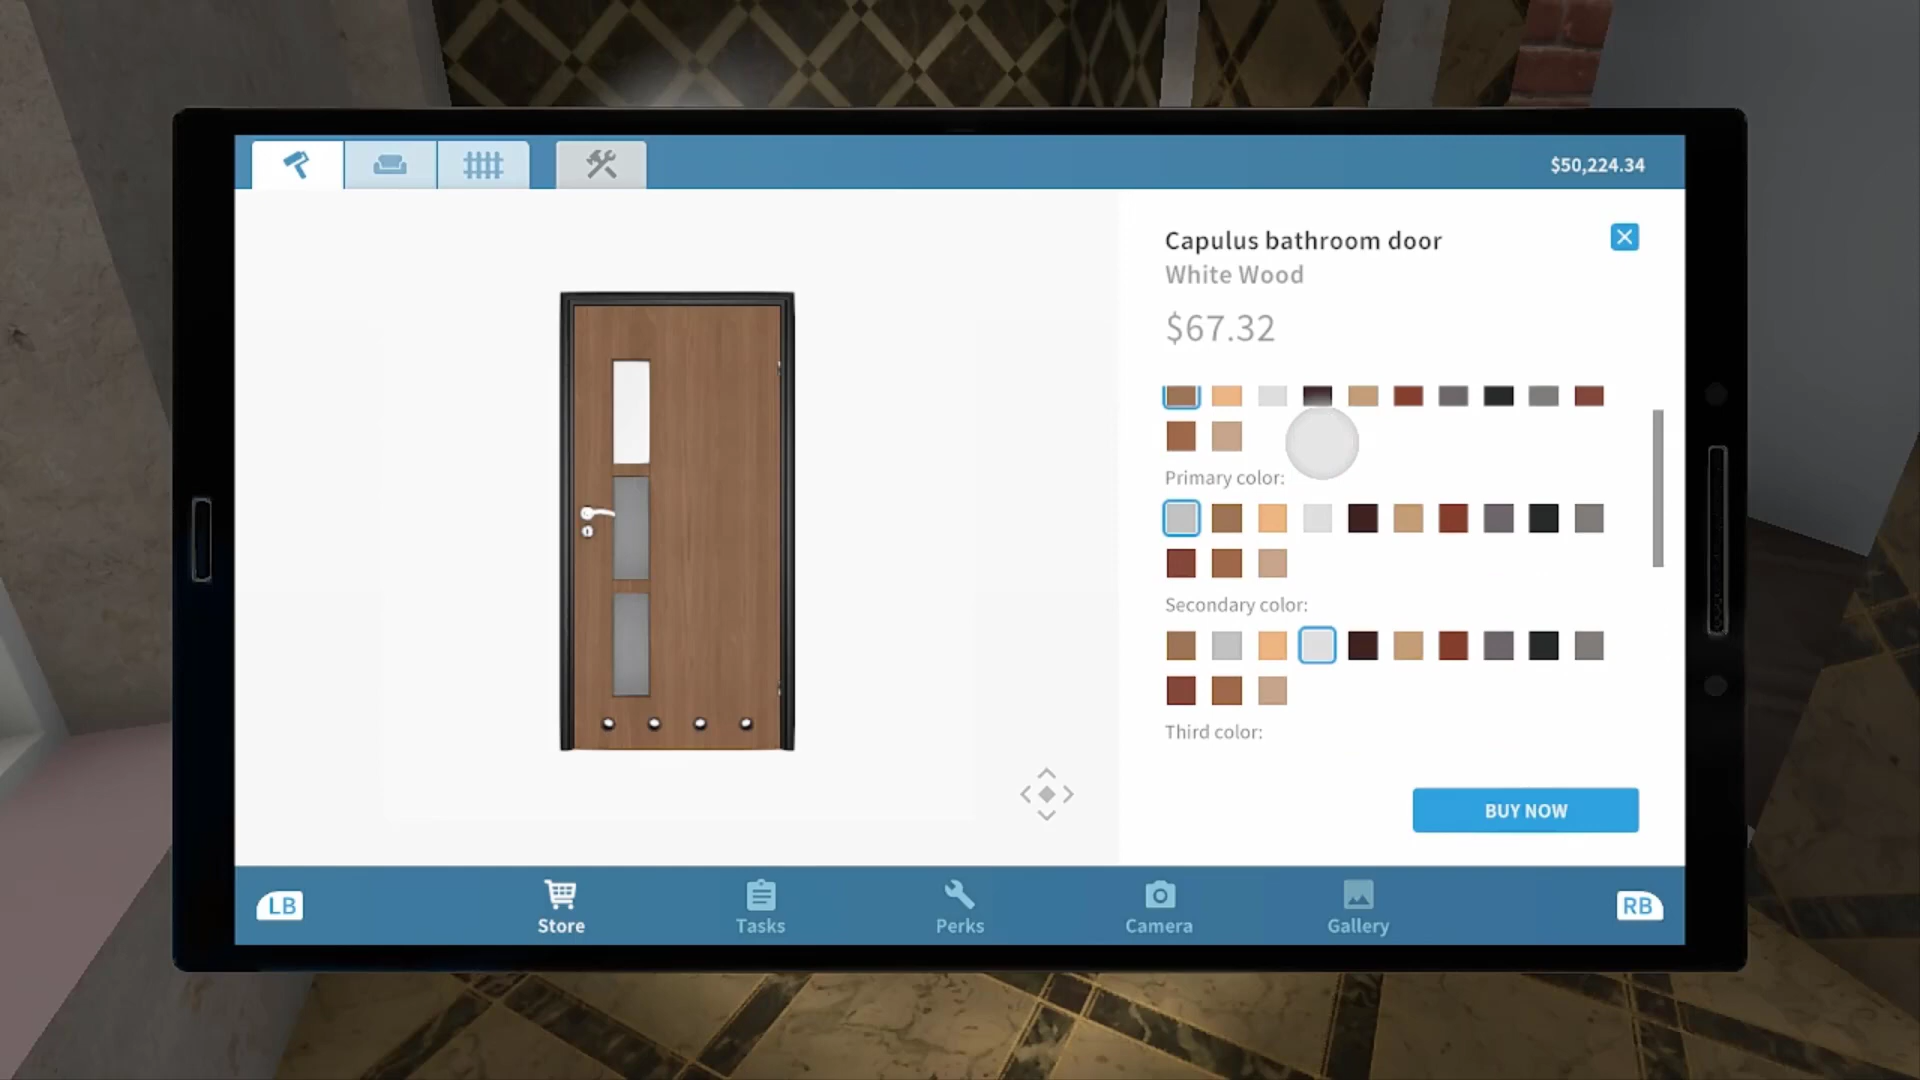 $50,224.34
Capulus bathroom door
White Wood
$67.32
Primary color:
Secondary color:
Third color:
BUY NOW
LB
Store
Tasks
Perks
Camera
Gallery
RB